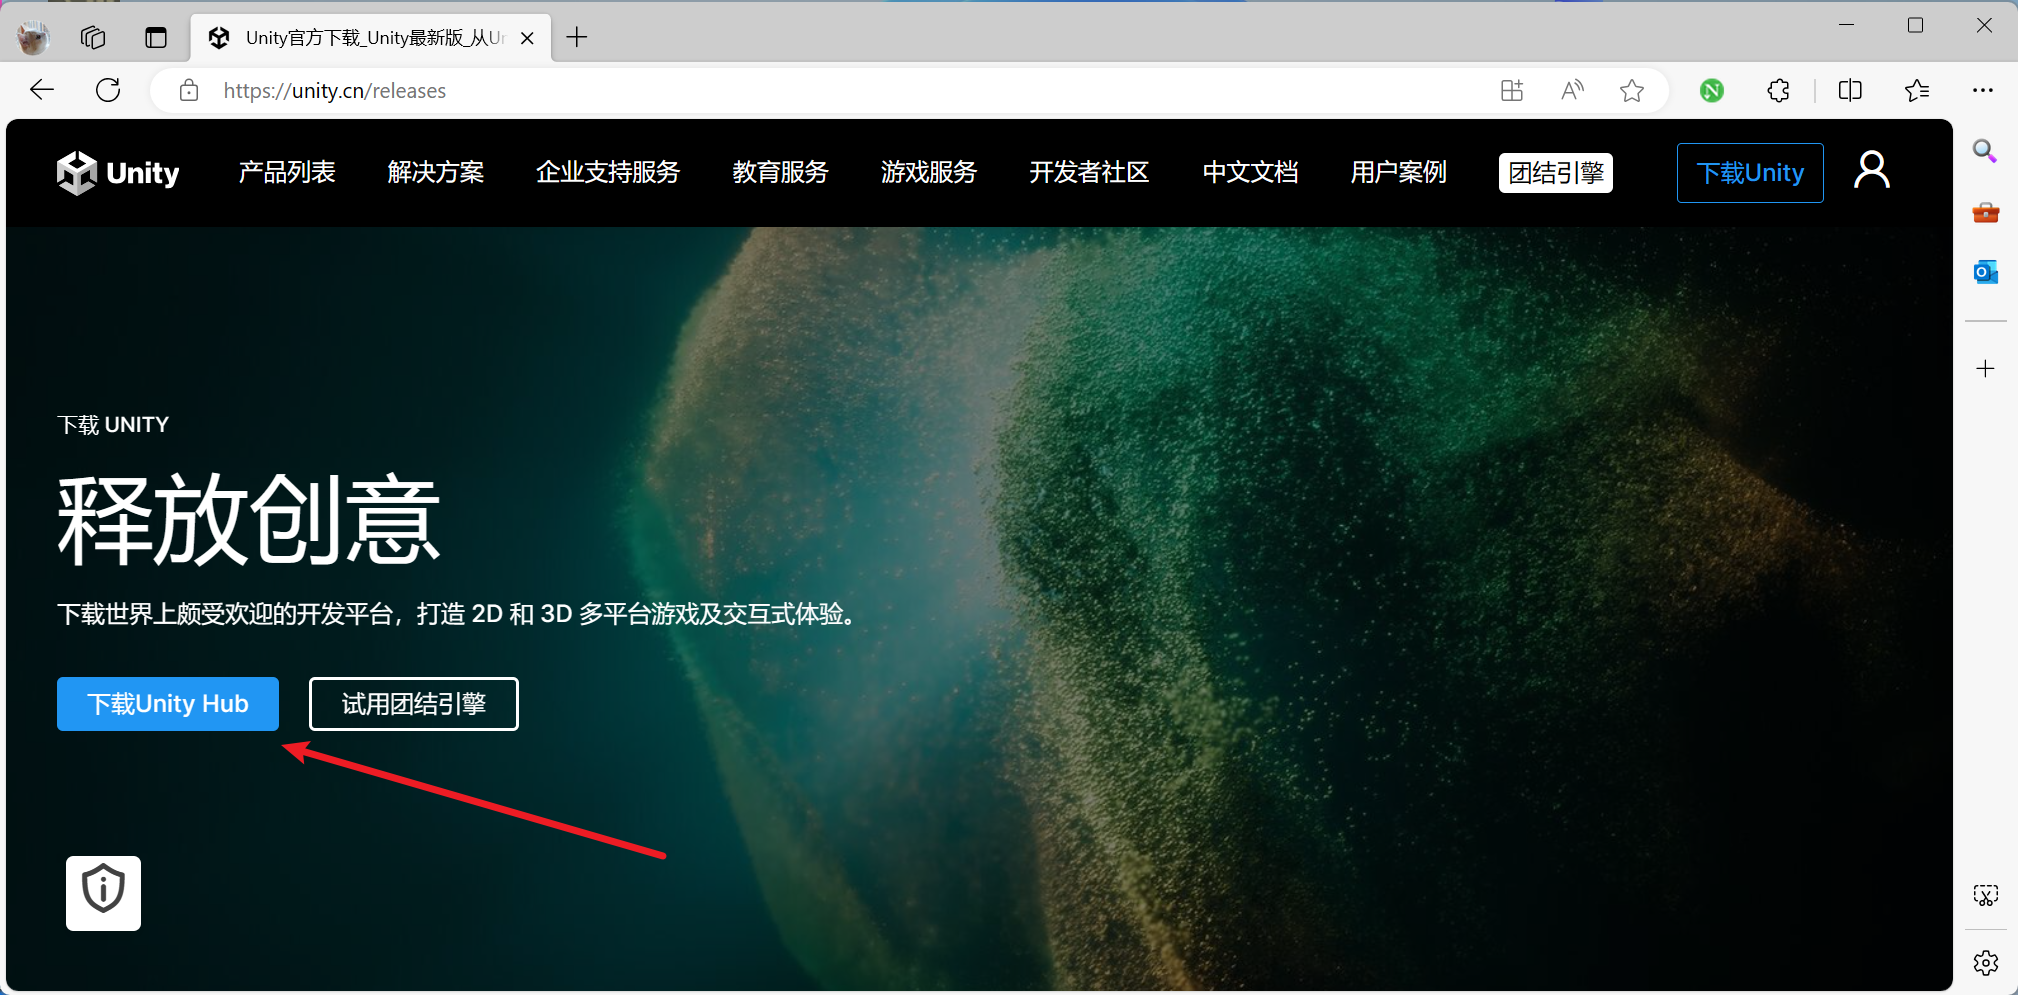 Unity官方下载_Unity最新版_从Un
https://unity.cn/releases
Unity 产品列表 解决方案 企业支持服务 教育服务 游戏服务 开发者社区 中文文档 用户案例 团结引擎 下载Unity
下载 UNITY
释放创意
下载世界上颇受欢迎的开发平台，打造 2D 和 3D 多平台游戏及交互式体验。
下载Unity Hub 试用团结引擎